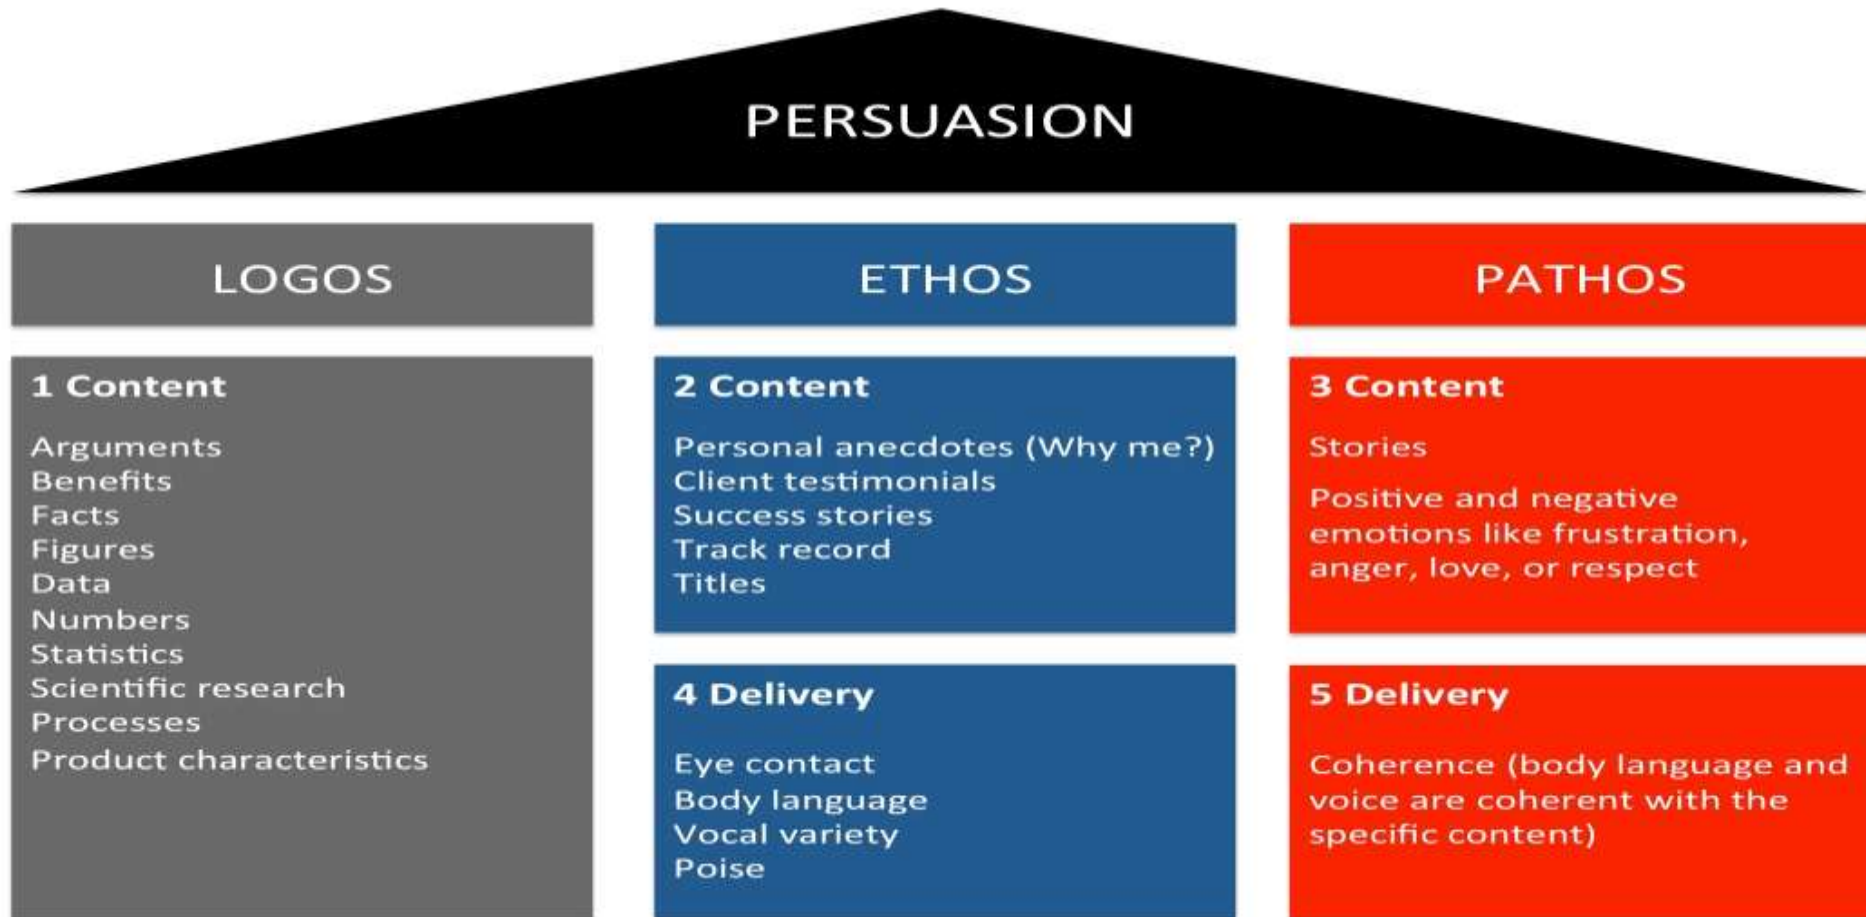 PERSUASION
LOGOS
ETHOS
PATHOS
1 Content
Arguments
Benefits
Facts
Figures
Data
Numbers
Statistics
Scientific research
Processes
Product characteristics
2 Content
Personal anecdotes (Why me?)
Client testimonials
Success stories
Track record
Titles
4 Delivery
Eye contact
Body language
Vocal variety
Poise
3 Content
Stories
Positive and negative
emotions like frustration,
anger, love, or respect
5 Delivery
Coherence (body language and
voice are coherent with the
specific content)